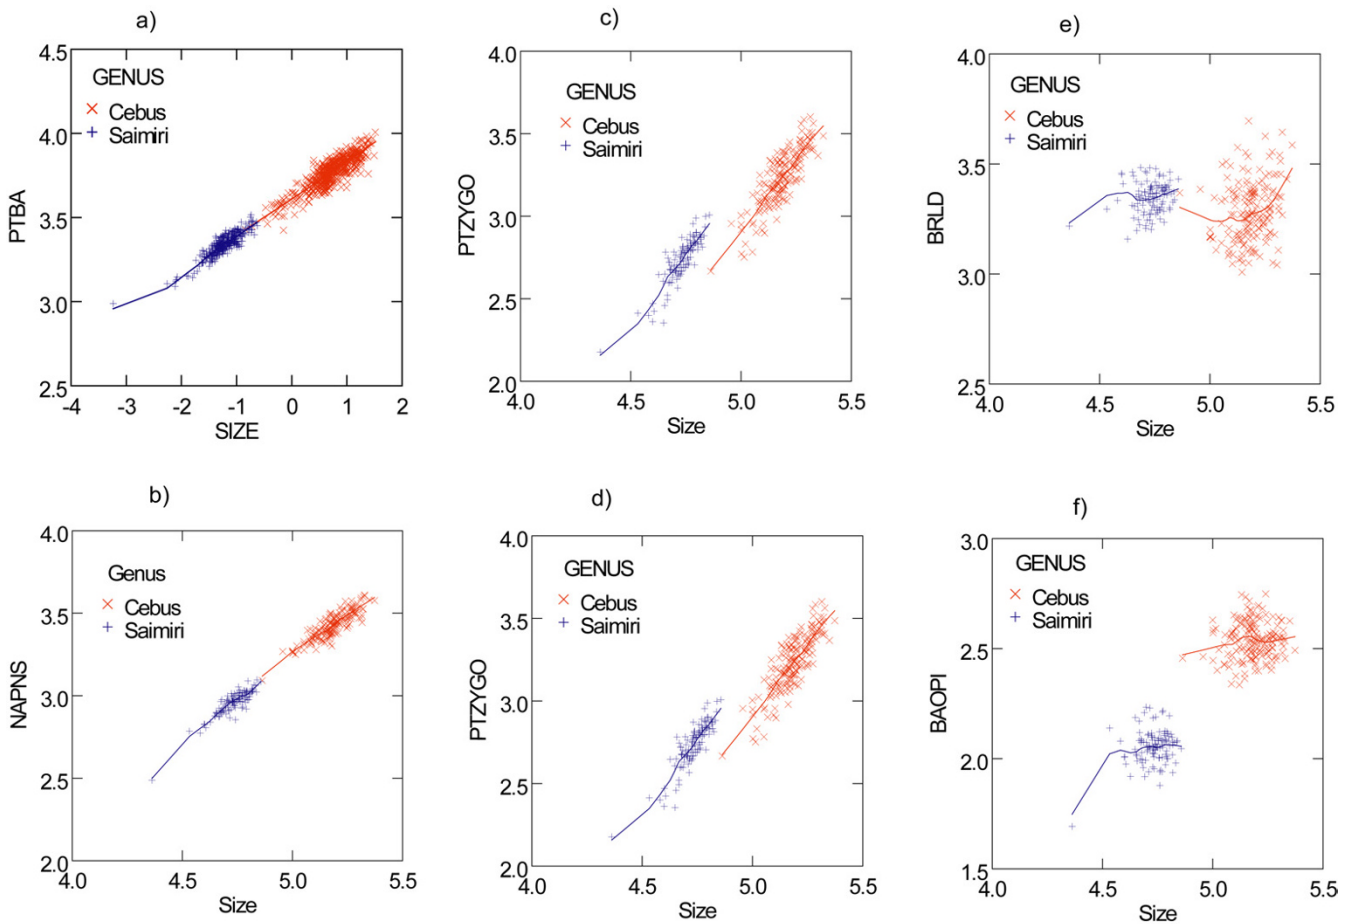 a)
4.5
4.0
3.5
3.0
2.5
PTBA
GENUS
Cebus
Saimiri
-4 -3 -2 -1 0 1 2
SIZE
c)
4.0
3.5
3.0
2.5
2.0
PTZYGO
GENUS
Cebus
Saimiri
4.0 4.5 5.0 5.5
Size
e)
4.0
3.5
3.0
2.5
BRLD
GENUS
Cebus
Saimiri
4.0 4.5 5.0 5.5
Size
b)
4.0
3.5
3.0
2.5
2.0
NAPNS
Genus
Cebus
Saimiri
4.0 4.5 5.0 5.5
Size
d)
4.0
3.5
3.0
2.5
2.0
PTZYGO
GENUS
Cebus
Saimiri
4.0 4.5 5.0 5.5
Size
f)
3.0
2.5
2.0
1.5
BAOPI
GENUS
Cebus
Saimiri
4.0 4.5 5.0 5.5
Size